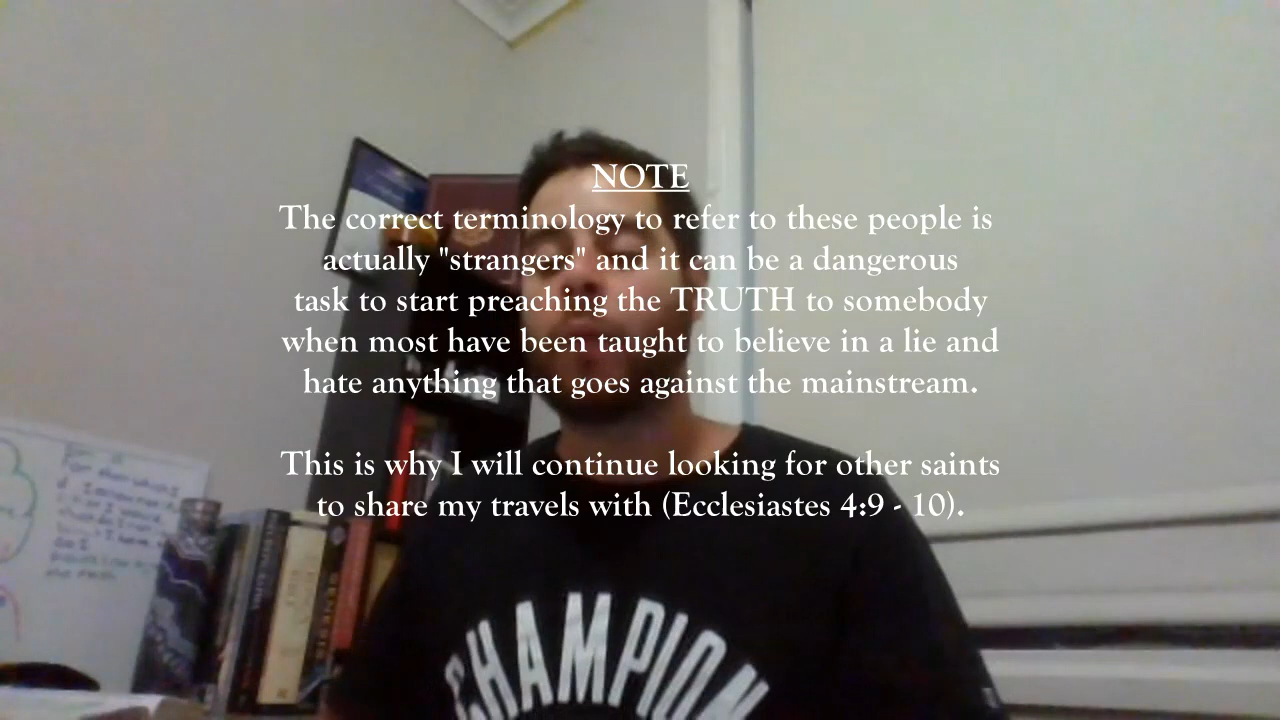 NOTE
The correct terminology to refer to these people is
actually "strangers" and it can be a dangerous
task to start preaching the TRUTH to somebody
when most have been taught to believe in a lie and
hate anything that goes against the mainstream.
This is why I will continue looking for other saints
to share my travels with (Ecclesiastes 4:9 - 10).
CHAMPION